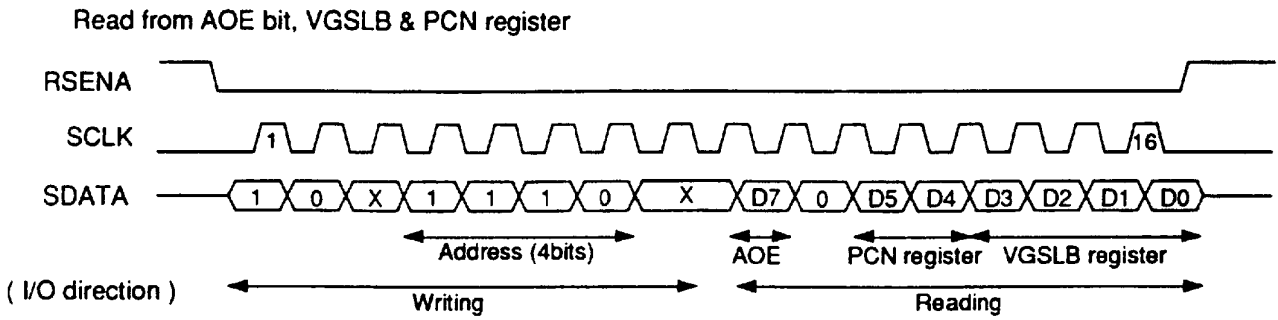 Read from AOE bit, VGSLB & PCN register
RSENA
SCLK 1 16
SDATA 1 0 X 1 1 1 0 X D7 0 D5 D4 D3 D2 D1 D0
Address (4bits) AOE PCN register VGSLB register
( I/O direction ) Writing Reading